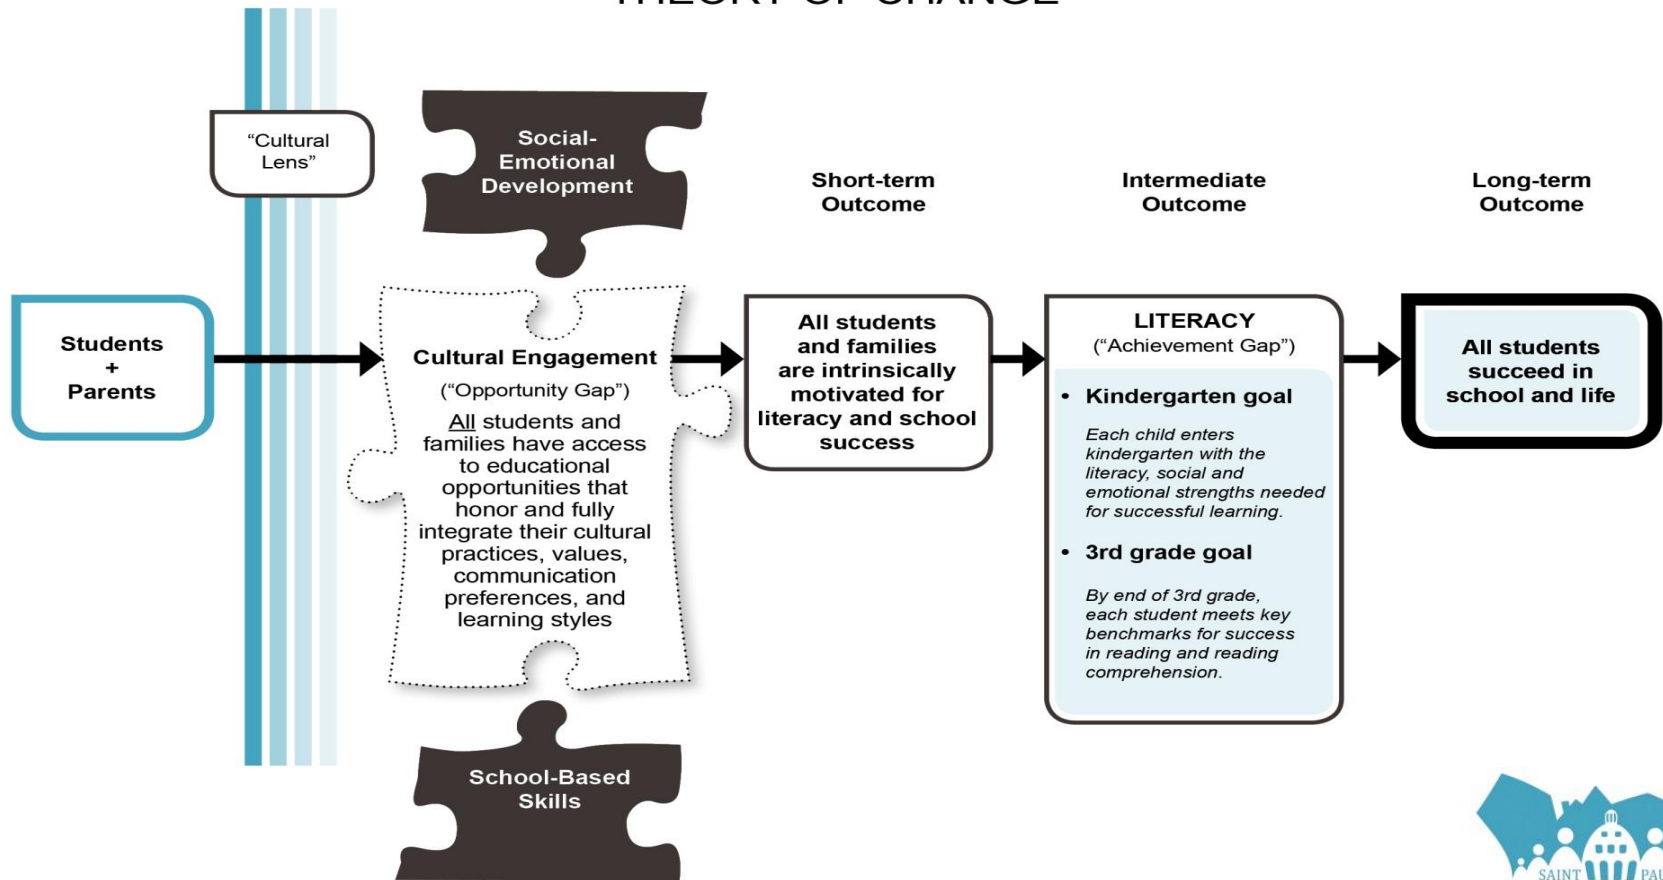 THEORY OF CHANGE
“Cultural
Lens”
Social-
Emotional
Development
Short-term
Outcome
Intermediate
Outcome
Long-term
Outcome
Students
+
Parents
Cultural Engagement
(“Opportunity Gap”)
All students and
families have access
to educational
opportunities that
honor and fully
integrate their cultural
practices, values,
communication
preferences, and
learning styles
All students
and families
are intrinsically
motivated for
literacy and school
success
LITERACY
(“Achievement Gap”)
• Kindergarten goal
Each child enters
kindergarten with the
literacy, social and
emotional strengths needed
for successful learning.
• 3rd grade goal
By end of 3rd grade,
each student meets key
benchmarks for success
in reading and reading
comprehension.
All students
succeed in
school and life
School-Based
Skills
SAINT PAU